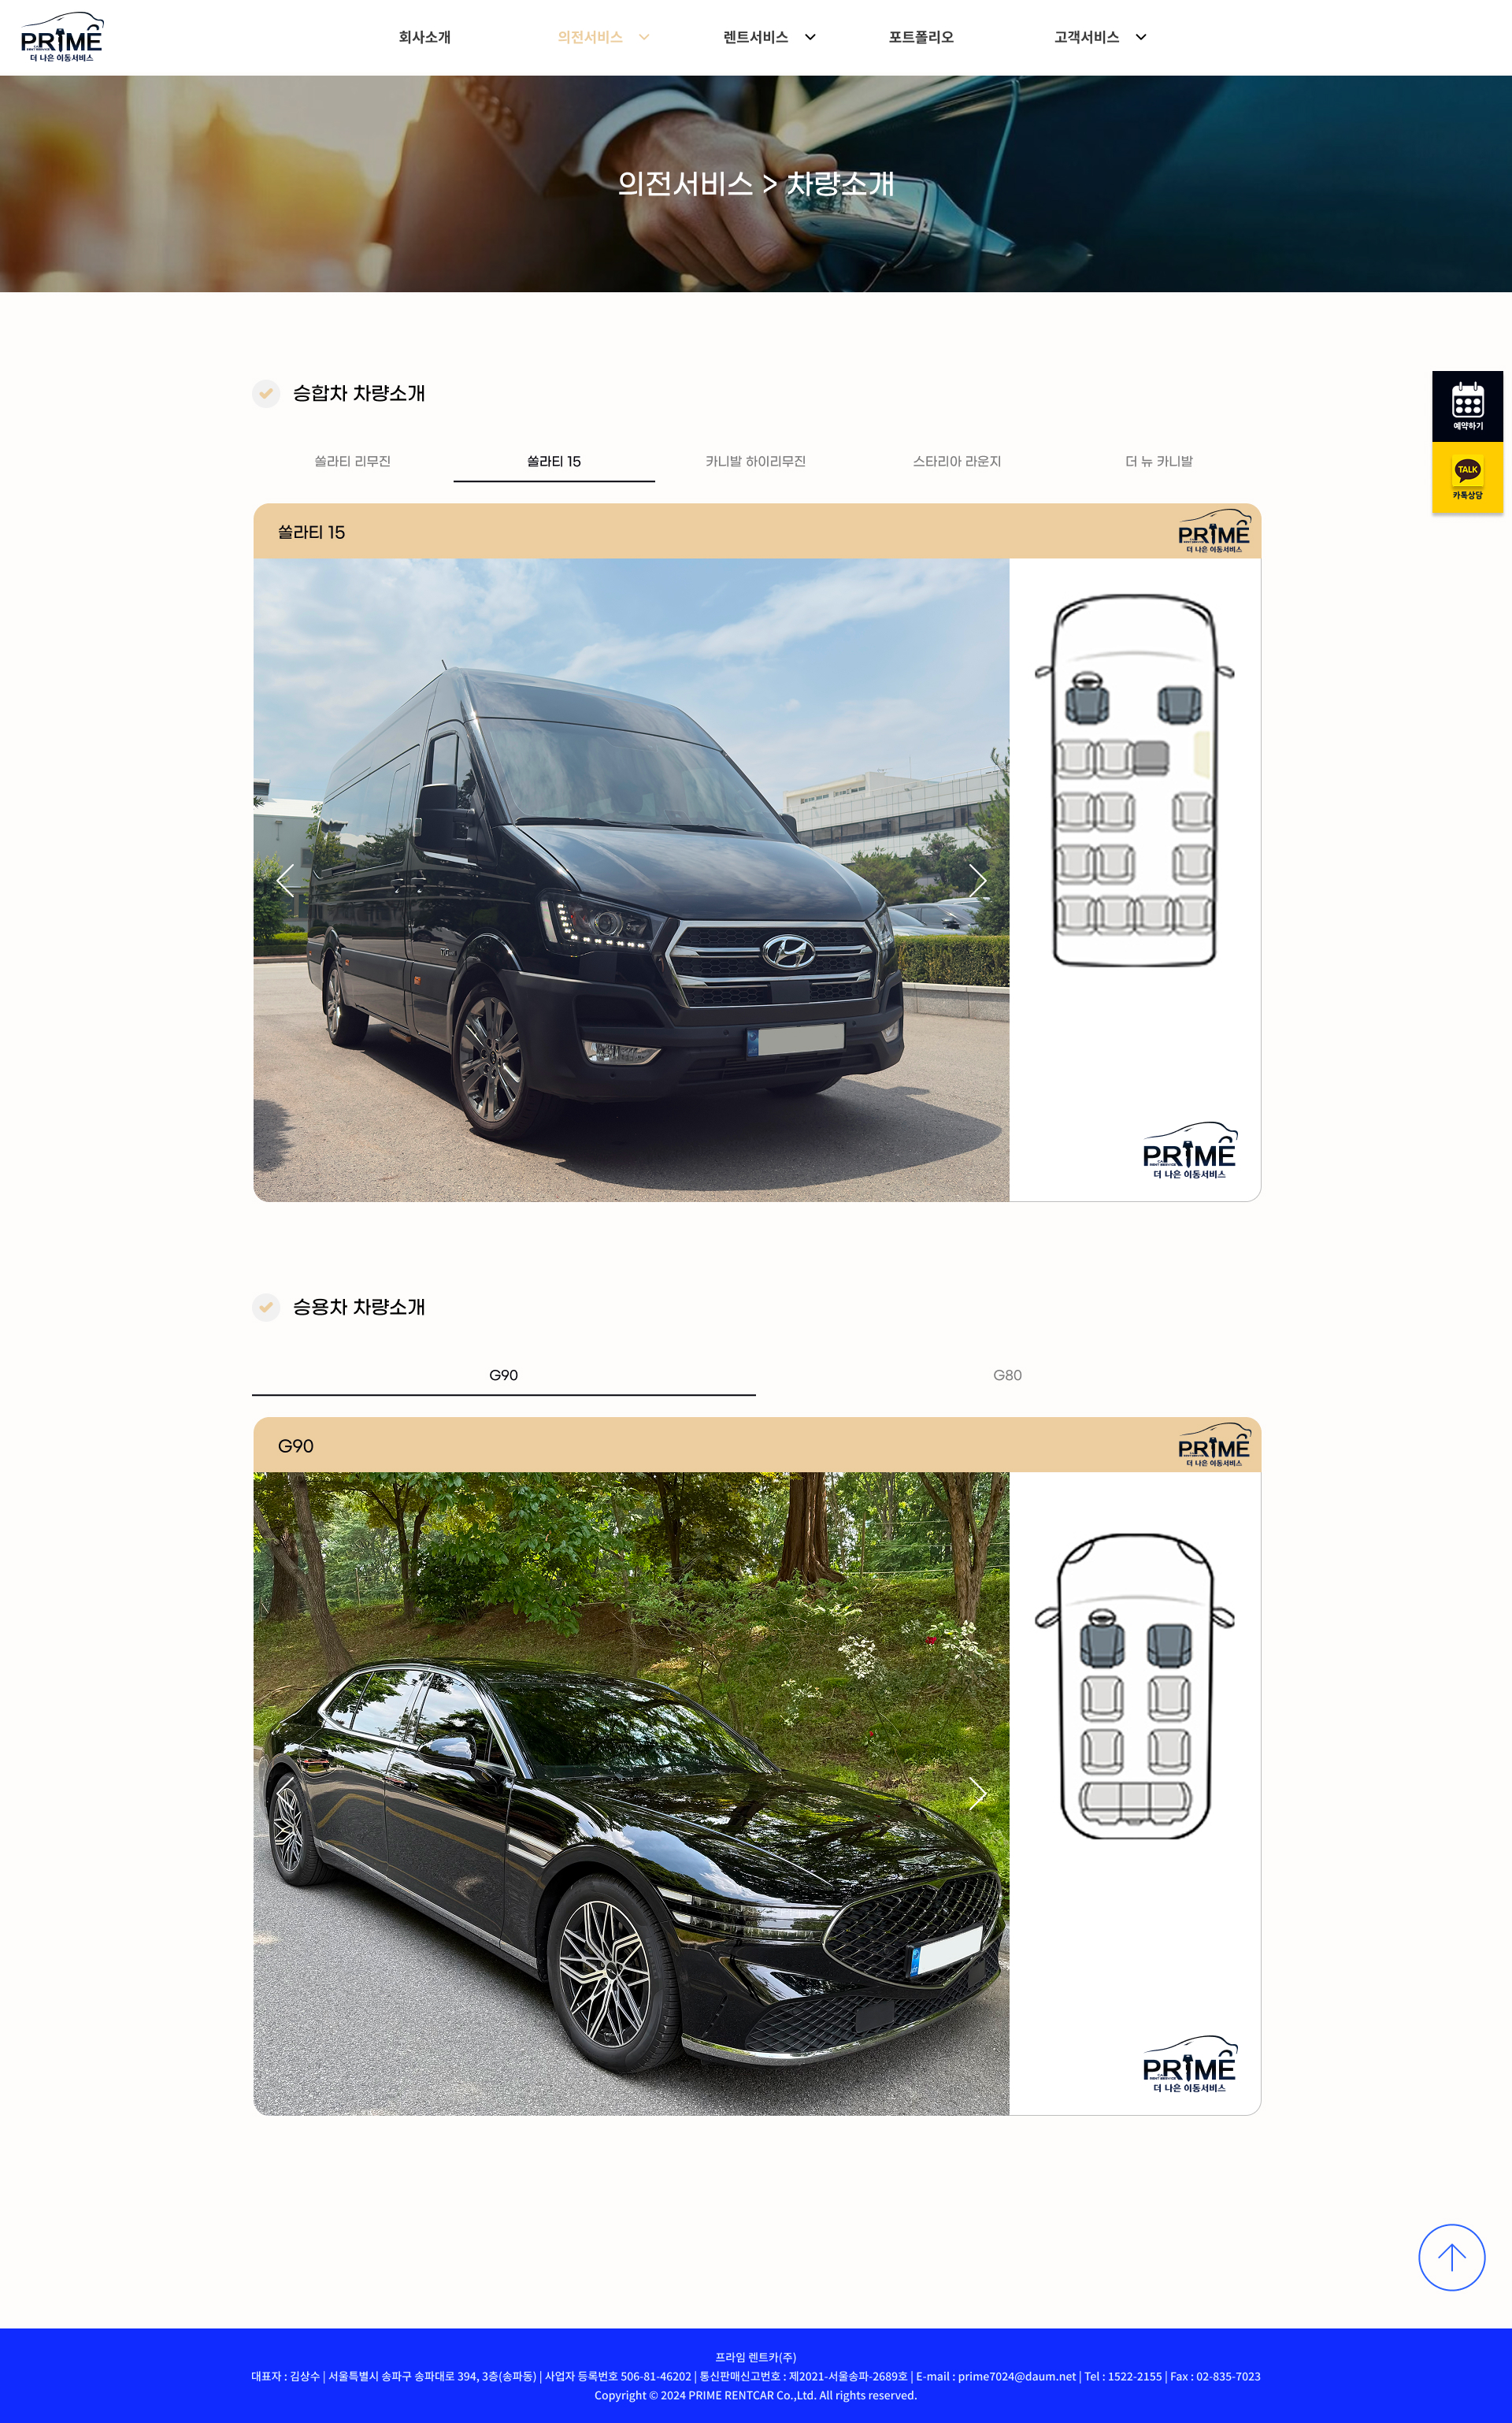 PRIME
더 나은 이동서비스
회사소개
의전서비스
렌트서비스
포트폴리오
고객서비스
의전서비스 > 차량소개
예약하기
TALK
카톡상담
승합차 차량소개
쏠라티 리무진
쏠라티 15
카니발 하이리무진
스타리아 라운지
더 뉴 카니발
쏠라티 15
PRIME
더 나은 이동서비스
PRIME
RENT SERVICE
더 나은 이동서비스
승용차 차량소개
G90
G80
G90
PRIME
더 나은 이동서비스
PRIME
RENT SERVICE
더 나은 이동서비스
프라임 렌트카(주)
대표자 : 김상수 | 서울특별시 송파구 송파대로 394, 3층(송파동) | 사업자 등록번호 506-81-46202 | 통신판매신고번호 : 제2021-서울송파-2689호 | E-mail : prime7024@daum.net | Tel : 1522-2155 | Fax : 02-835-7023
Copyright © 2024 PRIME RENTCAR Co.,Ltd. All rights reserved.